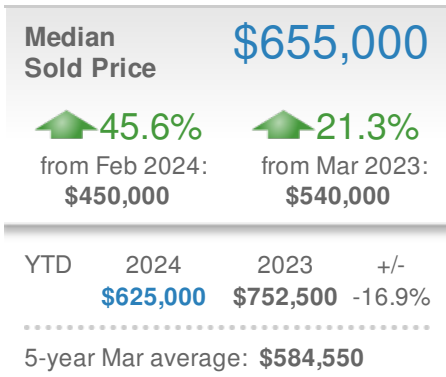 Median $655,000
Sold Price
45.6% 21.3%
from Feb 2024: from Mar 2023:
$450,000 $540,000
YTD 2024 2023 +/-
$625,000 $752,500 -16.9%
5-year Mar average: $584,550